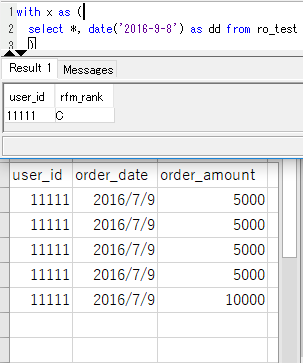 1 with x as (
2 select *, date('2016-9-8') as dd from ro_test
3 )
Result 1 Messages
user_id rfm_rank
11111 C
user_id order_date order_amount
11111 2016/7/9 5000
11111 2016/7/9 5000
11111 2016/7/9 5000
11111 2016/7/9 5000
11111 2016/7/9 10000